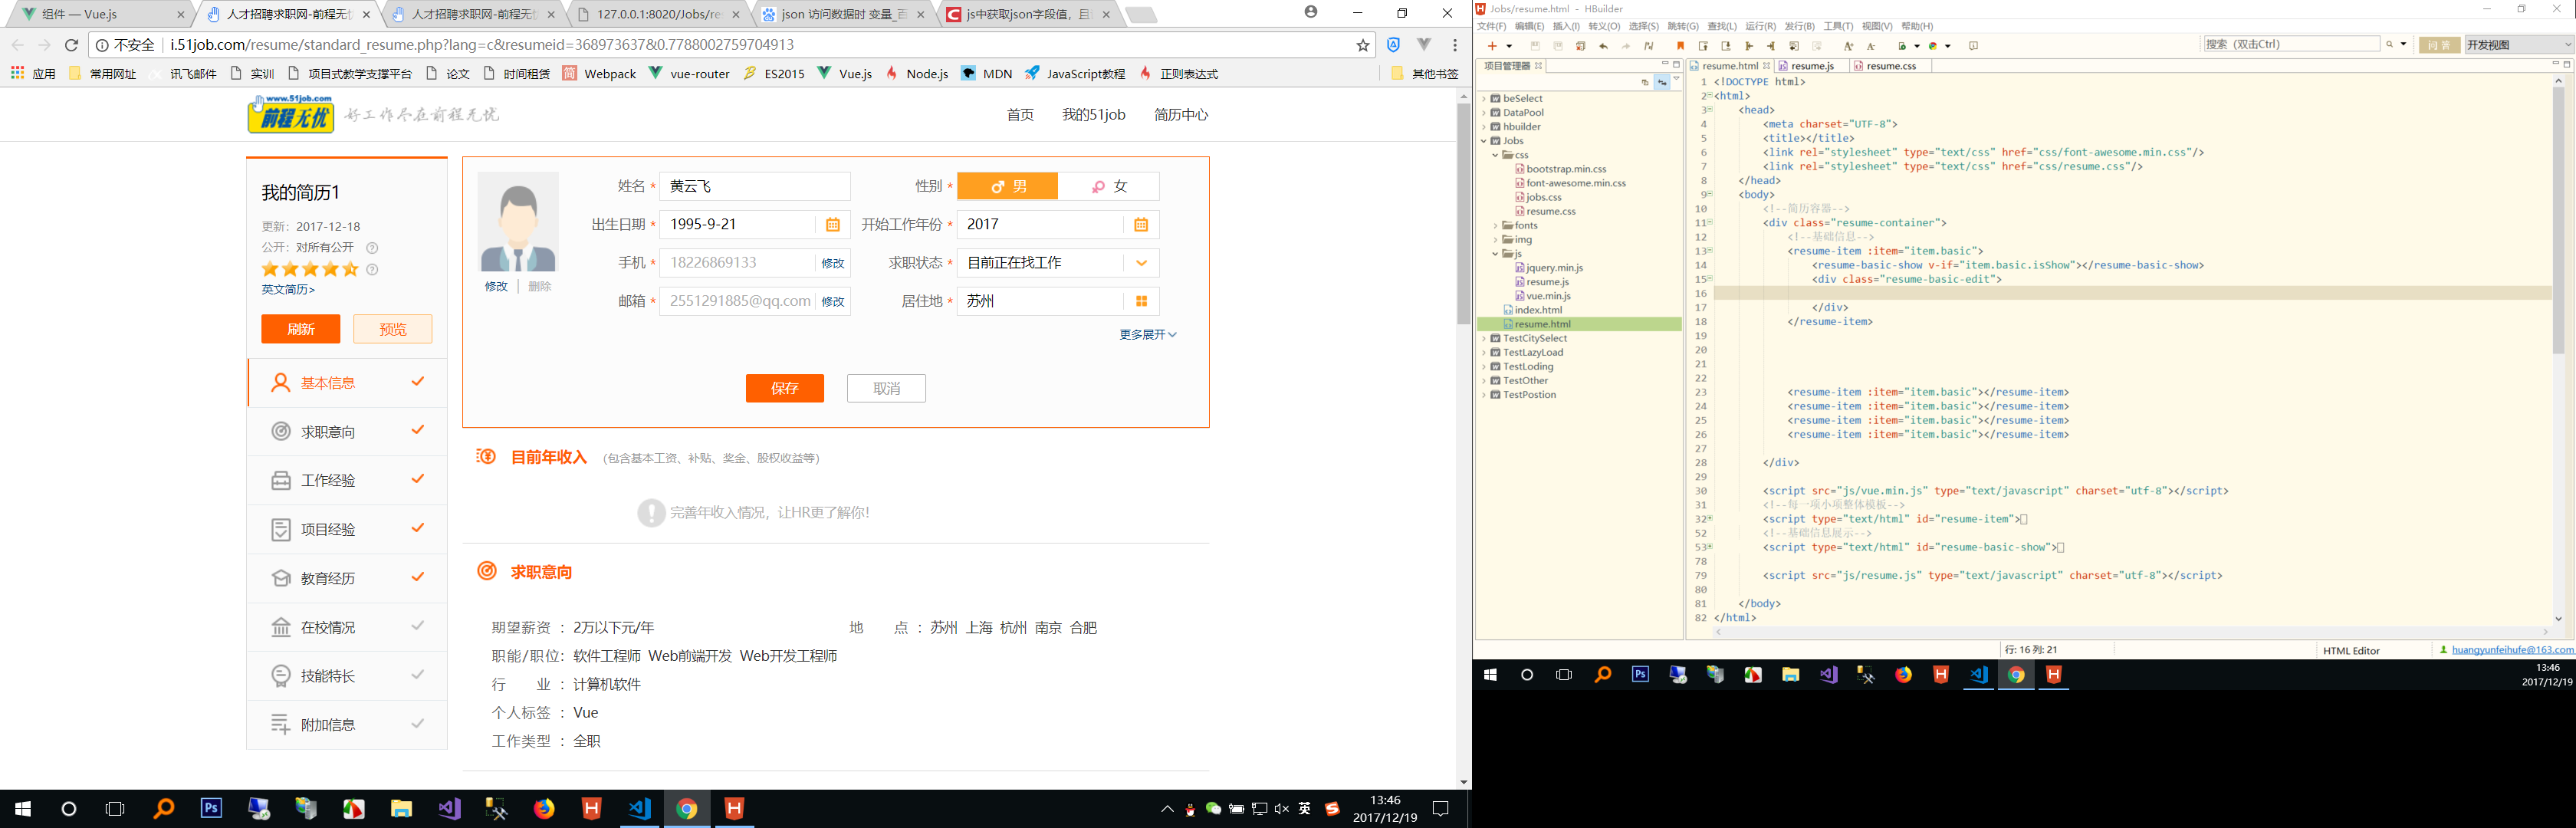 组件 — Vue.js
人才招聘求职网-前程无忧
人才招聘求职网-前程无忧
127.0.0.1:8020/Jobs/re
json 访问数据时 变量_百
js中获取json字段值，且
不安全 i.51job.com/resume/standard_resume.php?lang=c&resumeid=368973637&0.7788002759704913
应用 常用网址 讯飞邮件 实训 项目式教学支撑平台 论文 时间租赁 Webpack vue-router ES2015 Vue.js Node.js MDN JavaScript教程 正则表达式 其他书签
www.51job.com
前程无忧 好工作尽在前程无忧
首页 我的51job 简历中心
我的简历1
更新：2017-12-18
公开：对所有公开
英文简历>
刷新 预览
基本信息
求职意向
工作经验
项目经验
教育经历
在校情况
技能特长
附加信息
修改 | 删除
姓名 * 黄云飞 性别 * 男 女
出生日期 * 1995-9-21 开始工作年份 * 2017
手机 * 18226869133 修改 求职状态 * 目前正在找工作
邮箱 * 2551291885@qq.com 修改 居住地 * 苏州
更多展开
保存 取消
目前年收入 （包含基本工资、补贴、奖金、股权收益等）
完善年收入情况，让HR更了解你！
求职意向
期望薪资 ： 2万以下元/年 地 点 ： 苏州 上海 杭州 南京 合肥
职能/职位： 软件工程师 Web前端开发 Web开发工程师
行 业 ： 计算机软件
个人标签 ： Vue
工作类型 ： 全职
英
13:46
2017/12/19
Jobs/resume.html - HBuilder
文件(F) 编辑(E) 插入(I) 转义(O) 选择(S) 跳转(G) 查找(L) 运行(R) 发行(B) 工具(T) 视图(V) 帮助(H)
搜索（双击Ctrl） 问答 开发视图
项目管理器
beSelect
DataPool
hbuilder
Jobs
css
bootstrap.min.css
font-awesome.min.css
jobs.css
resume.css
fonts
img
js
jquery.min.js
resume.js
vue.min.js
index.html
resume.html
TestCitySelect
TestLazyLoad
TestLoding
TestOther
TestPostion
resume.html resume.js resume.css
1 <!DOCTYPE html>
2 <html>
3 <head>
4 <meta charset="UTF-8">
5 <title></title>
6 <link rel="stylesheet" type="text/css" href="css/font-awesome.min.css"/>
7 <link rel="stylesheet" type="text/css" href="css/resume.css"/>
8 </head>
9 <body>
10 <!--简历容器-->
11 <div class="resume-container">
12 <!--基础信息-->
13 <resume-item :item="item.basic">
14 <resume-basic-show v-if="item.basic.isShow"></resume-basic-show>
15 <div class="resume-basic-edit">
16
17 </div>
18 </resume-item>
19
20
21
22
23 <resume-item :item="item.basic"></resume-item>
24 <resume-item :item="item.basic"></resume-item>
25 <resume-item :item="item.basic"></resume-item>
26 <resume-item :item="item.basic"></resume-item>
27
28 </div>
29
30 <script src="js/vue.min.js" type="text/javascript" charset="utf-8"></script>
31 <!--每一项小项整体模板-->
32 <script type="text/html" id="resume-item">
52 <!--基础信息展示-->
53 <script type="text/html" id="resume-basic-show">
78
79 <script src="js/resume.js" type="text/javascript" charset="utf-8"></script>
80
81 </body>
82 </html>
行: 16 列: 21 HTML Editor huangyunfeihufe@163.com
13:46
2017/12/19